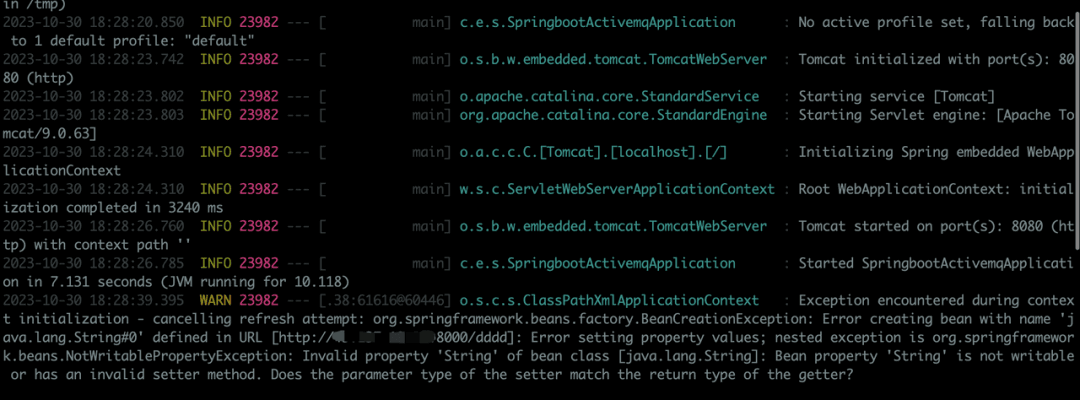 in /tmp)
2023-10-30 18:28:20.850  INFO 23982 --- [           main] c.e.s.SpringbootActivemqApplication      : No active profile set, falling back
 to 1 default profile: "default"
2023-10-30 18:28:23.742  INFO 23982 --- [           main] o.s.b.w.embedded.tomcat.TomcatWebServer  : Tomcat initialized with port(s): 80
80 (http)
2023-10-30 18:28:23.802  INFO 23982 --- [           main] o.apache.catalina.core.StandardService   : Starting service [Tomcat]
2023-10-30 18:28:23.803  INFO 23982 --- [           main] org.apache.catalina.core.StandardEngine  : Starting Servlet engine: [Apache To
mcat/9.0.63]
2023-10-30 18:28:24.310  INFO 23982 --- [           main] o.a.c.c.C.[Tomcat].[localhost].[/]       : Initializing Spring embedded WebApp
licationContext
2023-10-30 18:28:24.310  INFO 23982 --- [           main] w.s.c.ServletWebServerApplicationContext : Root WebApplicationContext: initial
ization completed in 3240 ms
2023-10-30 18:28:26.760  INFO 23982 --- [           main] o.s.b.w.embedded.tomcat.TomcatWebServer  : Tomcat started on port(s): 8080 (ht
tp) with context path ''
2023-10-30 18:28:26.785  INFO 23982 --- [           main] c.e.s.SpringbootActivemqApplication      : Started SpringbootActivemqApplicati
on in 7.131 seconds (JVM running for 10.118)
2023-10-30 18:28:39.395  WARN 23982 --- [.38:61616@60446] o.s.c.s.ClassPathXmlApplicationContext   : Exception encountered during contex
t initialization - cancelling refresh attempt: org.springframework.beans.factory.BeanCreationException: Error creating bean with name 'j
ava.lang.String#0' defined in URL [http:// 8000/dddd]: Error setting property values; nested exception is org.springframewor
k.beans.NotWritablePropertyException: Invalid property 'String' of bean class [java.lang.String]: Bean property 'String' is not writable
 or has an invalid setter method. Does the parameter type of the setter match the return type of the getter?